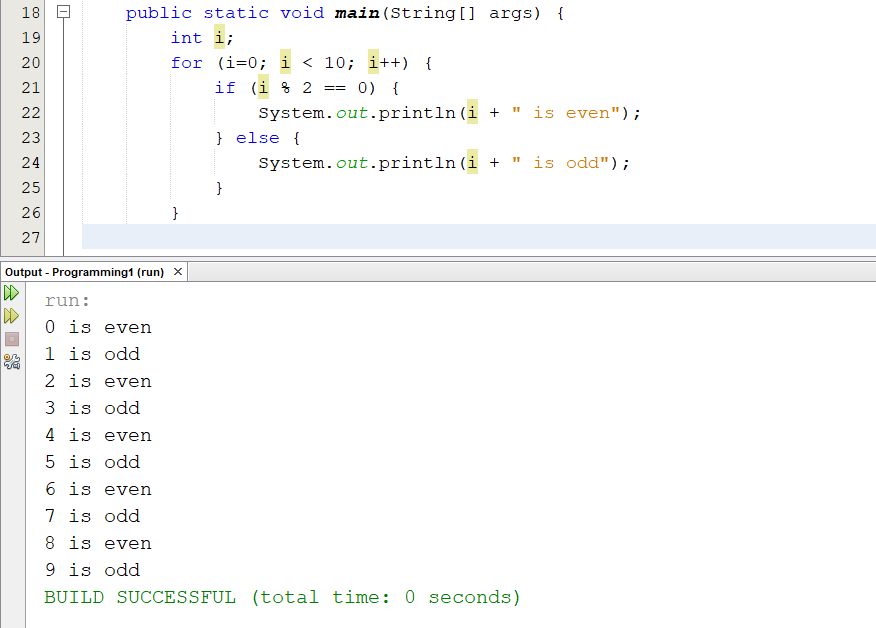 18 public static void main(String[] args) {
19 int i;
20 for (i=0; i < 10; i++) {
21 if (i % 2 == 0) {
22 System.out.println(i + " is even");
23 } else {
24 System.out.println(i + " is odd");
25 }
26 }
27
Output - Programming1 (run) ×
run:
0 is even
1 is odd
2 is even
3 is odd
4 is even
5 is odd
6 is even
7 is odd
8 is even
9 is odd
BUILD SUCCESSFUL (total time: 0 seconds)